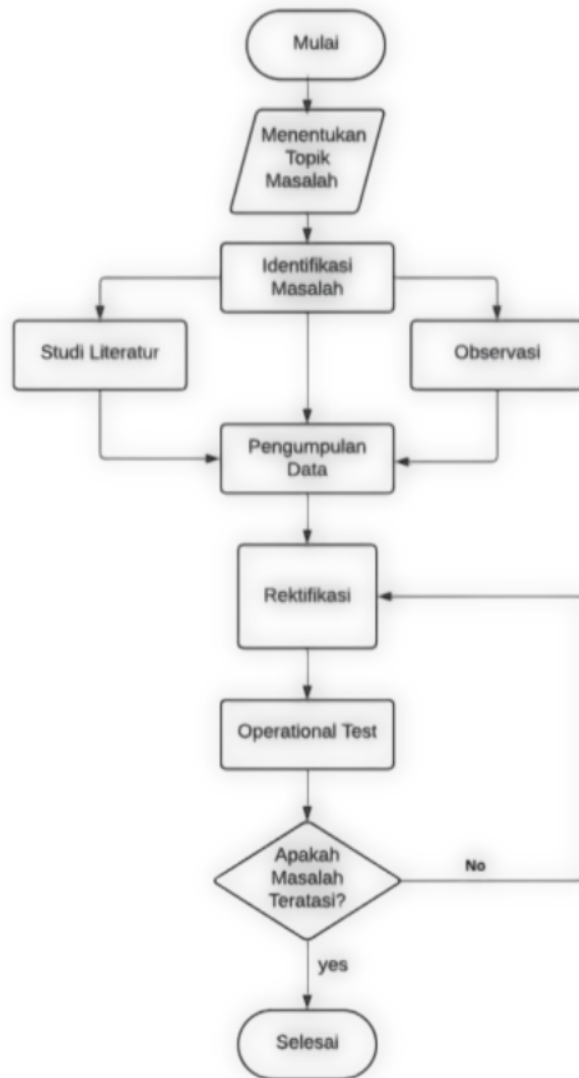 Mulai
Menentukan
Topik
Masalah
Identifikasi
Masalah
Studi Literatur
Observasi
Pengumpulan
Data
Rektifikasi
Operational Test
Apakah
Masalah
Teratasi?
No
yes
Selesai